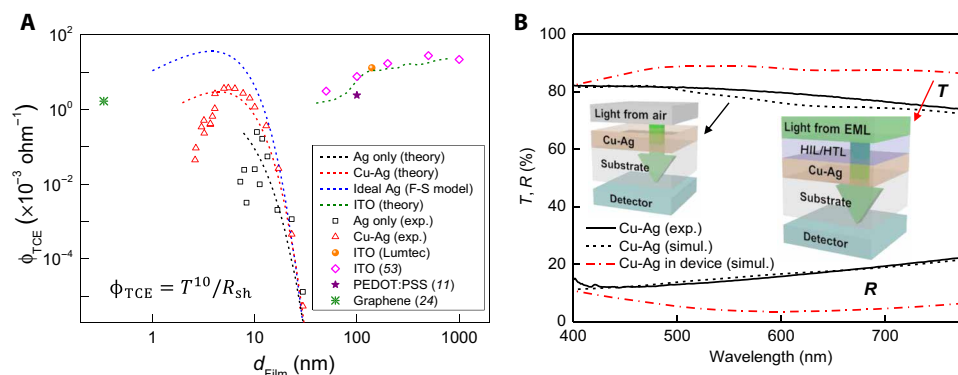 A
10²
10⁰
10⁻²
10⁻⁴
ϕTCE (×10⁻³ ohm⁻¹)
ϕTCE = T¹⁰/Rsh
Ag only (theory)
Cu-Ag (theory)
Ideal Ag (F-S model)
ITO (theory)
Ag only (exp.)
Cu-Ag (exp.)
ITO (Lumtec)
ITO (53)
PEDOT:PSS (11)
Graphene (24)
1
10
100
1000
dFilm (nm)
B
100
80
60
40
20
0
T, R (%)
T
Light from air
Cu-Ag
Substrate
Detector
Light from EML
HIL/HTL
Cu-Ag
Substrate
Detector
Cu-Ag (exp.)
Cu-Ag (simul.)
Cu-Ag in device (simul.)
R
400
500
600
700
Wavelength (nm)